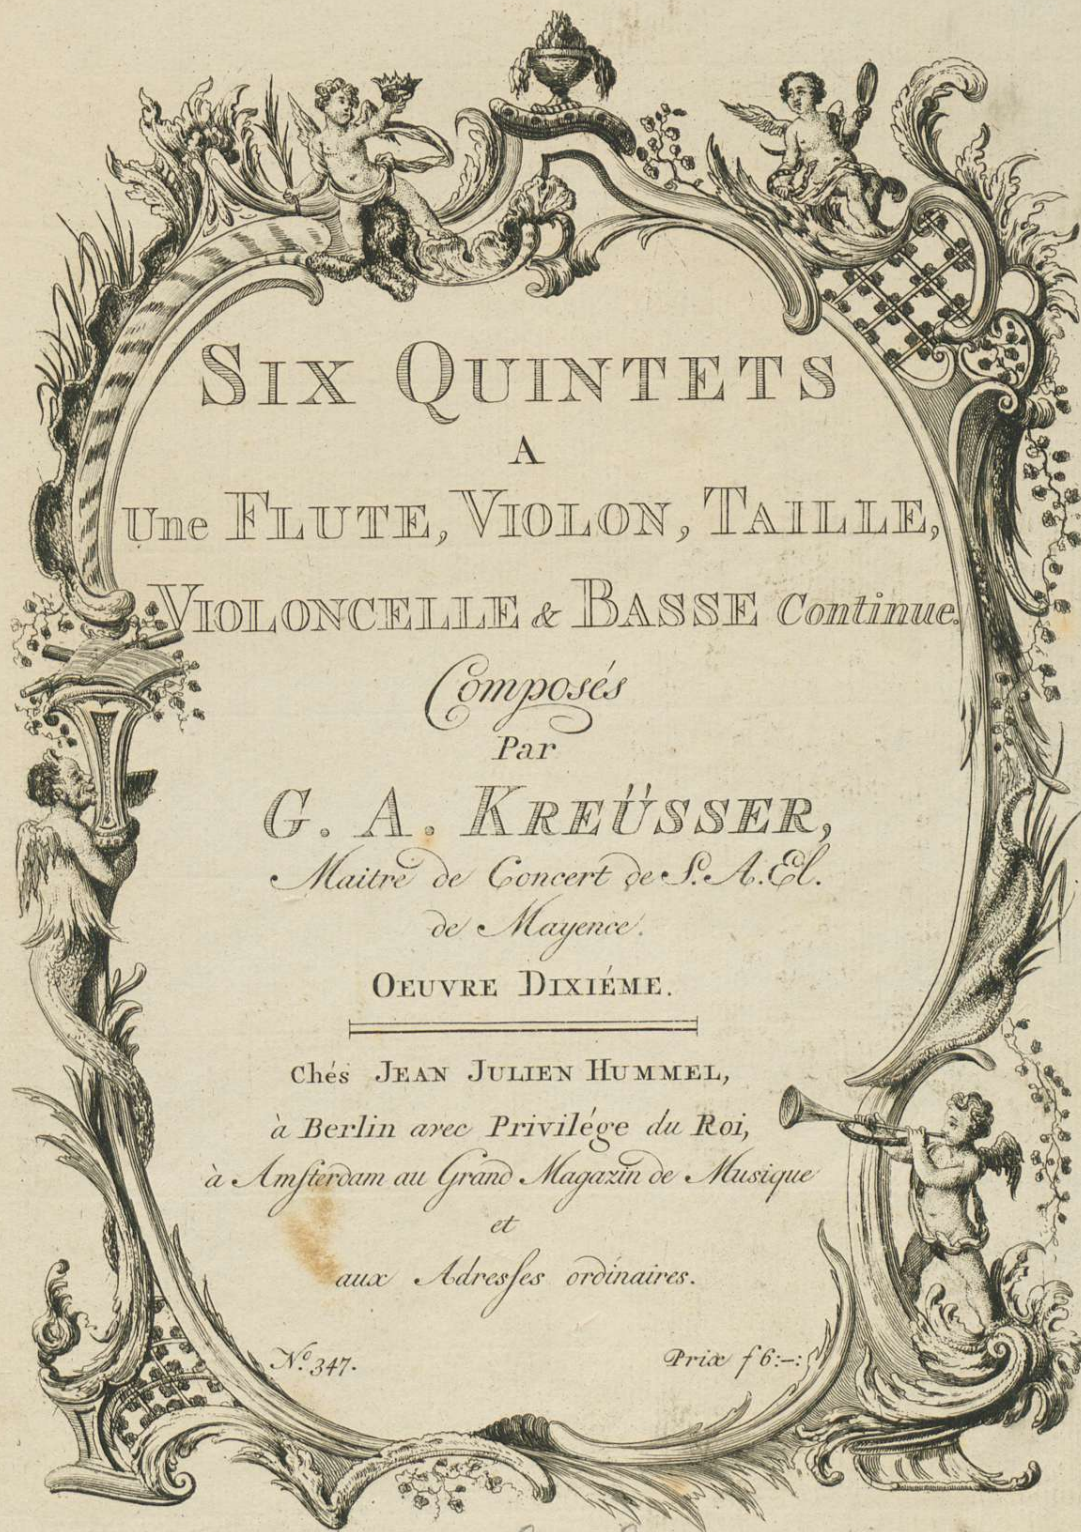 SIX QUINTETS
A
Une FLUTE, VIOLON, TAILLE,
VIOLONCELLE & BASSE Continue.
Composés
Par
G. A. KREÜSSER,
Maitre de Concert de S. A. El.
de Mayence.
OEUVRE DIXIÉME.
Chés JEAN JULIEN HUMMEL,
à Berlin avec Privilége du Roi,
à Amsterdam au Grand Magazin de Musique
et
aux Adresses ordinaires.
No. 347.
Prix f 6:-: